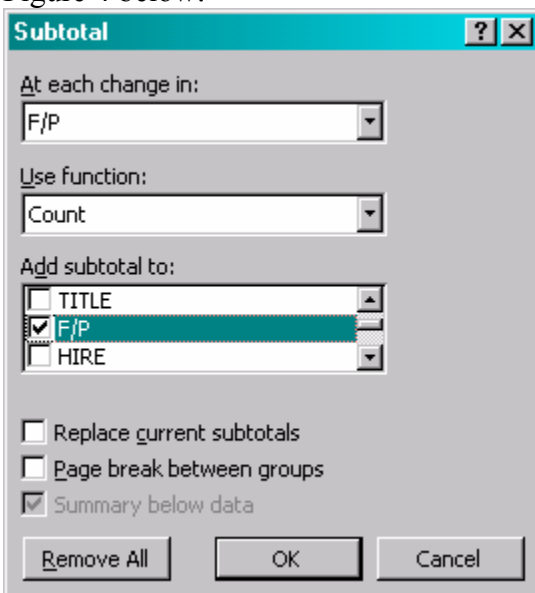 Figure 4 below.
Subtotal
At each change in:
F/P
Use function:
Count
Add subtotal to:
TITLE
F/P
HIRE
Replace current subtotals
Page break between groups
Summary below data
Remove All OK Cancel